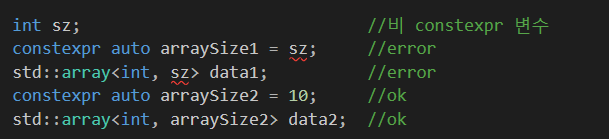 int sz;                                //비 constexpr 변수
constexpr auto arraySize1 = sz;      //error
std::array<int, sz> data1;           //error
constexpr auto arraySize2 = 10;      //ok
std::array<int, arraySize2> data2;  //ok